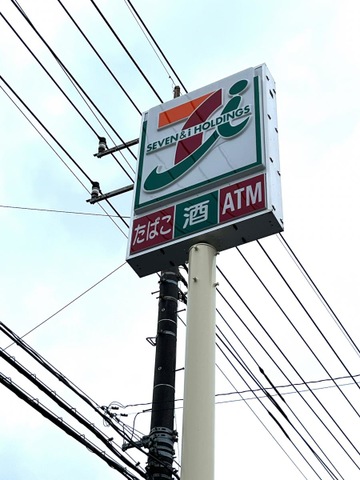 SEVEN & i HOLDINGS
たばこ 酒 ATM